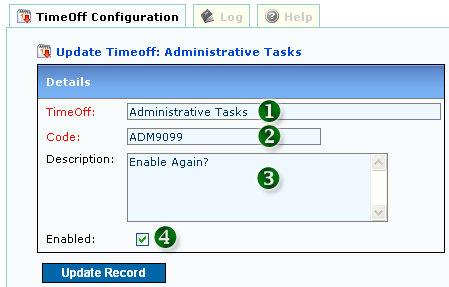 TimeOff Configuration Log Help
Update Timeoff: Administrative Tasks
Details
TimeOff: Administrative Tasks 1
Code: ADM9099 2
Description: Enable Again? 3
Enabled: 4
Update Record